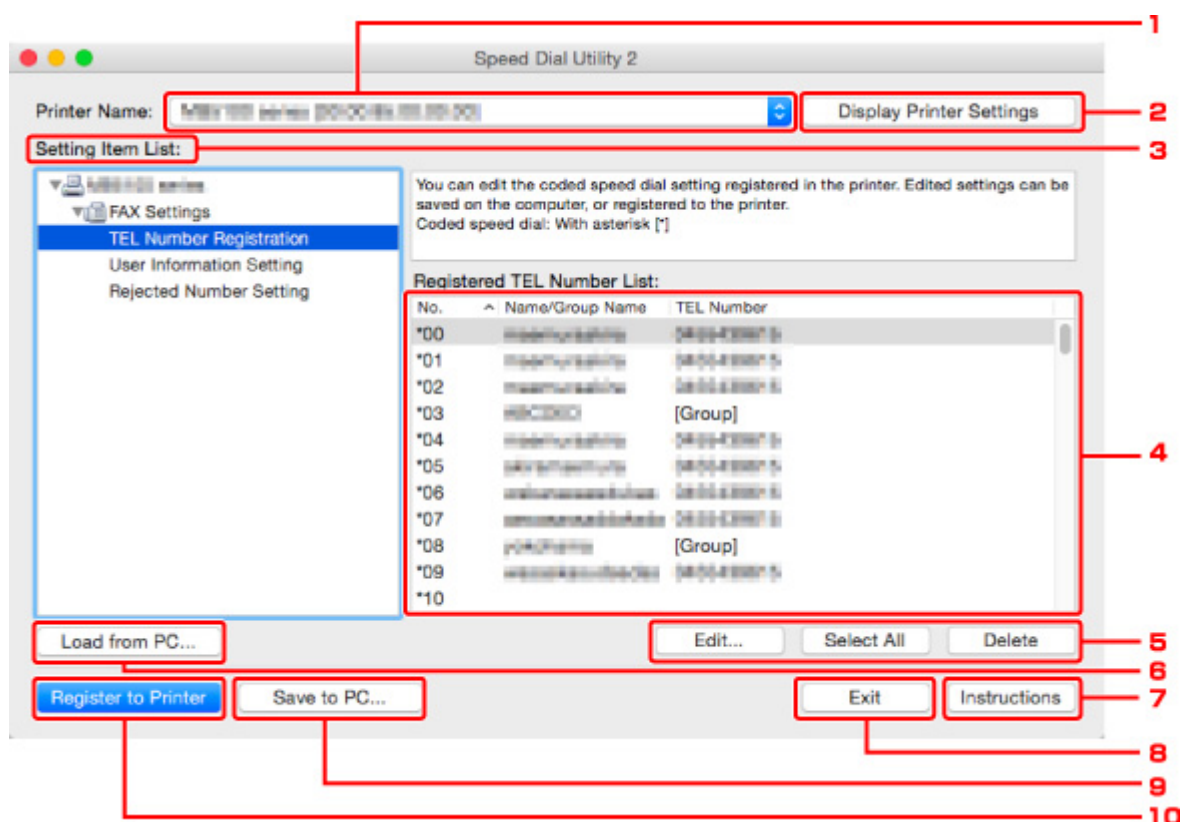 1
Speed Dial Utility 2
Printer Name:
Display Printer Settings
2
Setting Item List:
3
series
FAX Settings
TEL Number Registration
User Information Setting
Rejected Number Setting
You can edit the coded speed dial setting registered in the printer. Edited settings can be
saved on the computer, or registered to the printer.
Coded speed dial: With asterisk [*]
Registered TEL Number List:
No. Name/Group Name TEL Number
*00
*01
*02
*03 [Group]
*04
*05
*06
*07
*08 [Group]
*09
*10
4
Load from PC...
Edit... Select All Delete
5
6
Register to Printer Save to PC... Exit Instructions
7
8
9
10